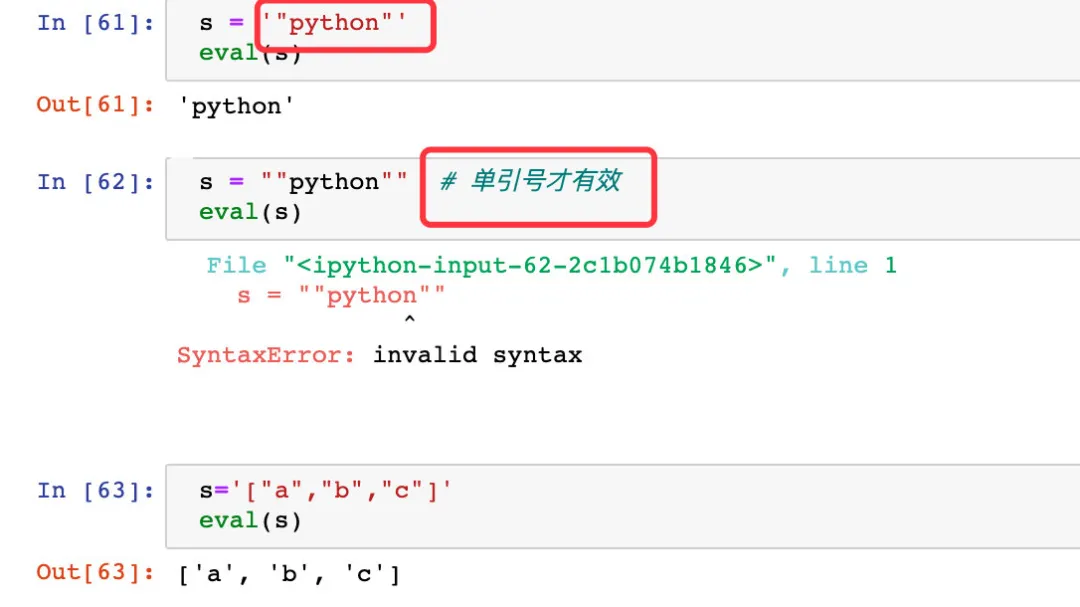 In [61]: s = '"python"'
eval(s)
Out[61]: 'python'
In [62]: s = ""python"" # 单引号才有效
eval(s)
File "<ipython-input-62-2c1b074b1846>", line 1
s = ""python""
^
SyntaxError: invalid syntax
In [63]: s='["a","b","c"]'
eval(s)
Out[63]: ['a', 'b', 'c']